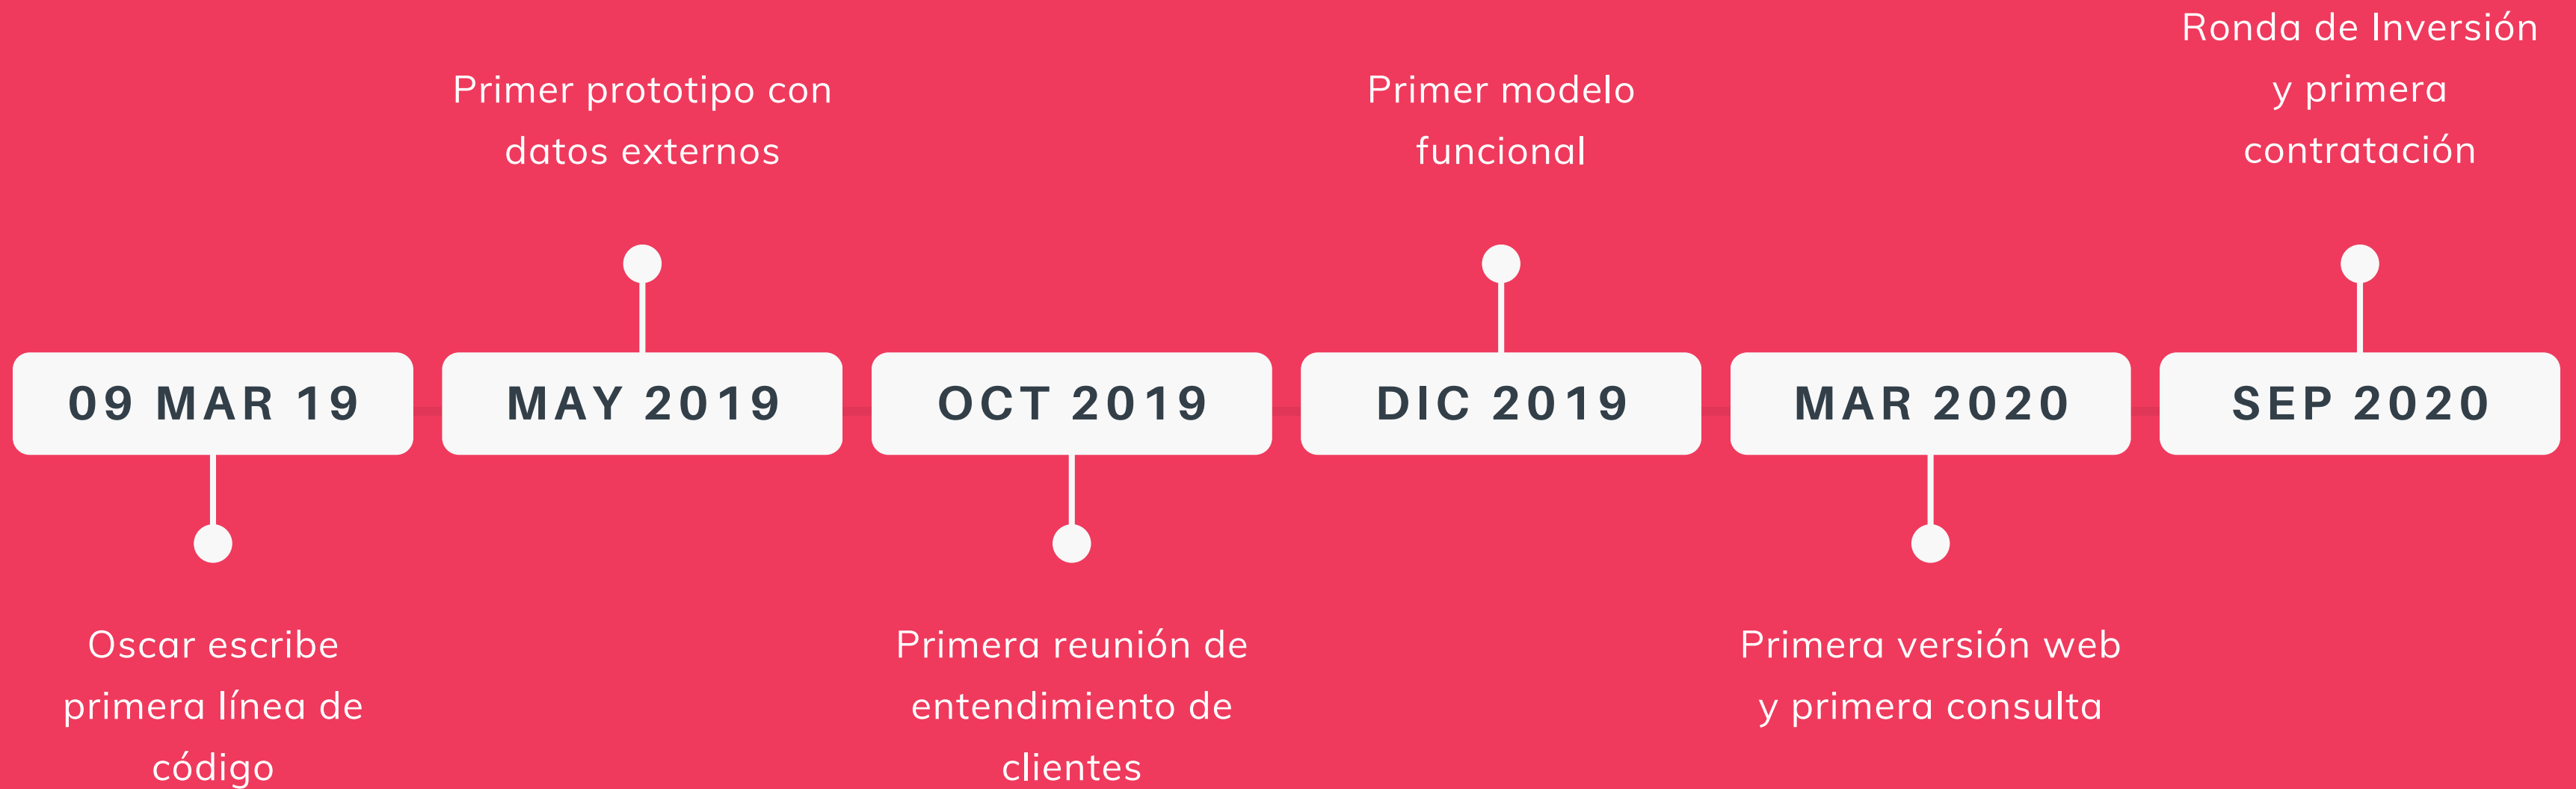 09 MAR 19
Oscar escribe
primera línea de
código
Primer prototipo con
datos externos
MAY 2019
OCT 2019
Primera reunión de
entendimiento de
clientes
Primer modelo
funcional
DIC 2019
MAR 2020
Primera versión web
y primera consulta
Ronda de Inversión
y primera
contratación
SEP 2020